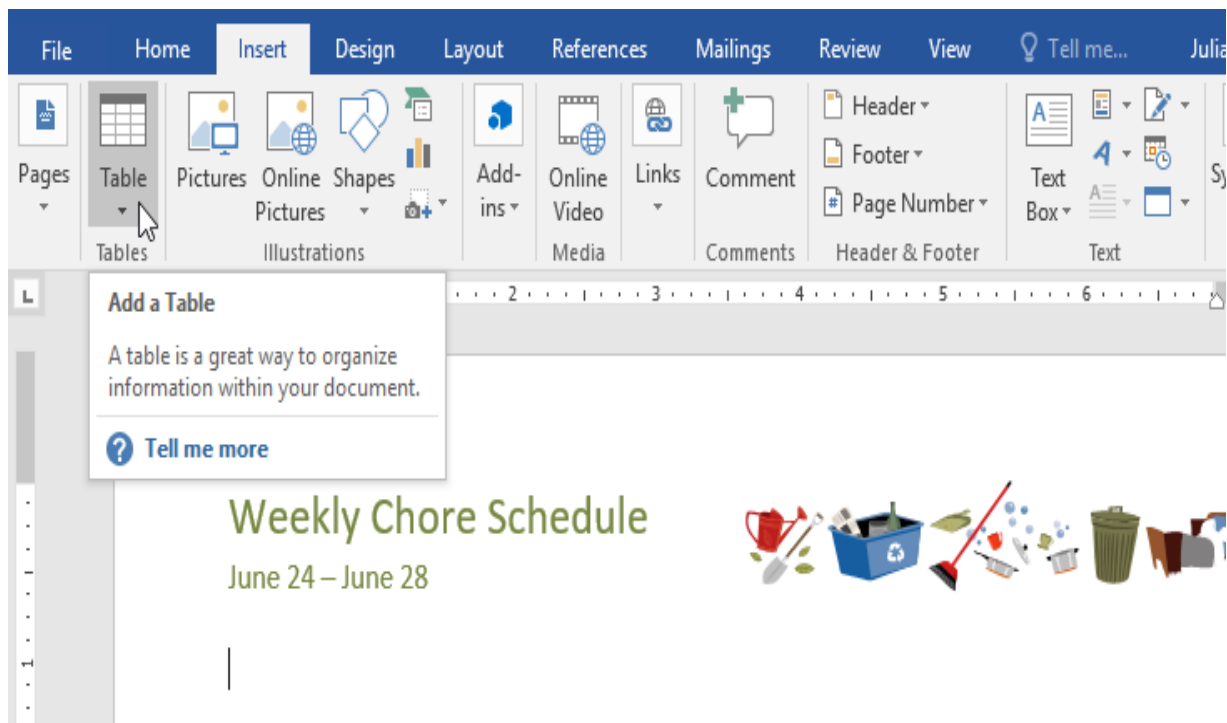 File Home Insert Design Layout References Mailings Review View Tell me...
Pages
Table
Pictures
Online
Pictures
Shapes
Add-
ins
Online
Video
Links
Comment
Header
Footer
# Page Number
A
Text
Box
A
A
Tables Illustrations Media Comments Header & Footer Text
L
2 3 4 5 6
Add a Table
A table is a great way to organize
information within your document.
? Tell me more
Weekly Chore Schedule
June 24 – June 28
1